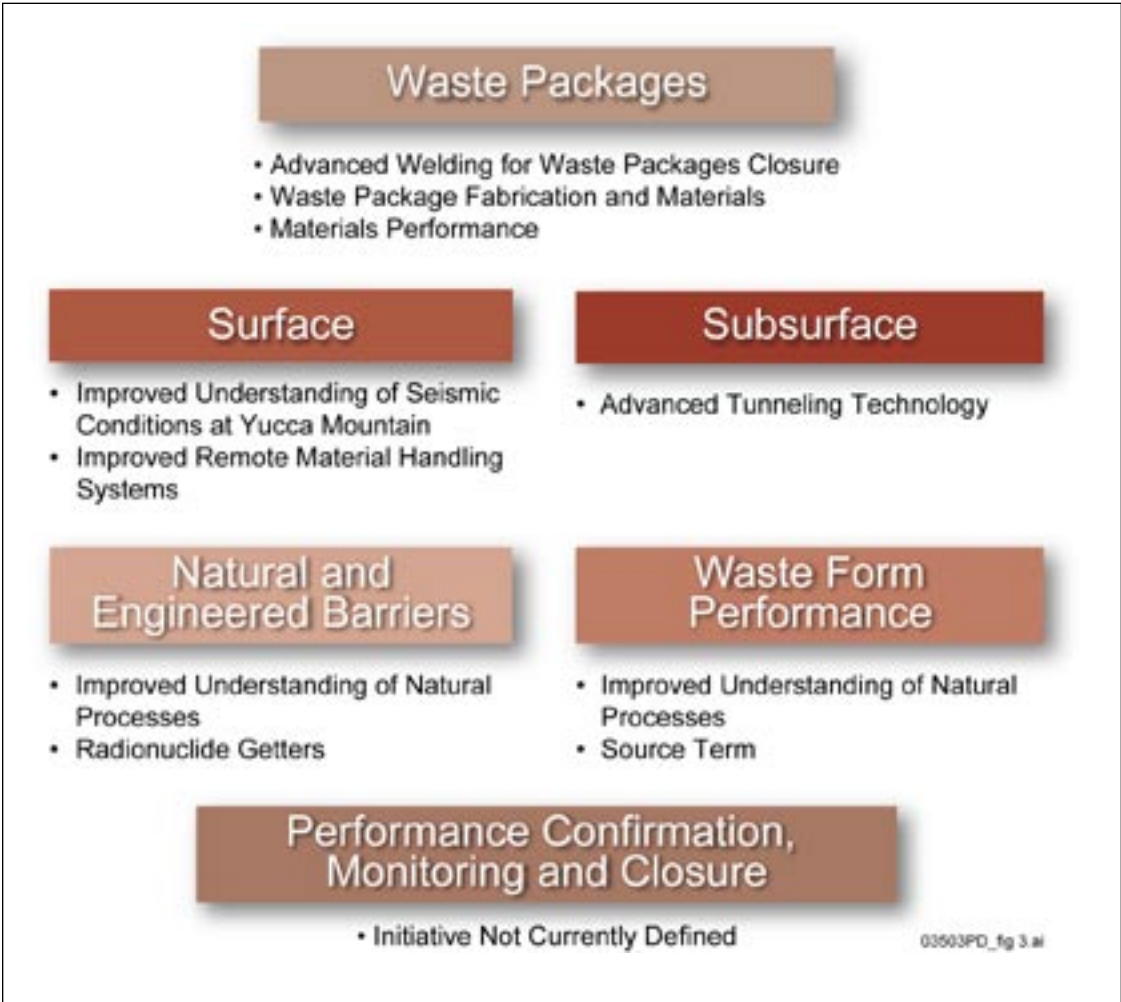 Waste Packages
• Advanced Welding for Waste Packages Closure
• Waste Package Fabrication and Materials
• Materials Performance
Surface
• Improved Understanding of Seismic
Conditions at Yucca Mountain
• Improved Remote Material Handling
Systems
Subsurface
• Advanced Tunneling Technology
Natural and
Engineered Barriers
• Improved Understanding of Natural
Processes
• Radionuclide Getters
Waste Form
Performance
• Improved Understanding of Natural
Processes
• Source Term
Performance Confirmation,
Monitoring and Closure
• Initiative Not Currently Defined
03503PD_fig 3.ai